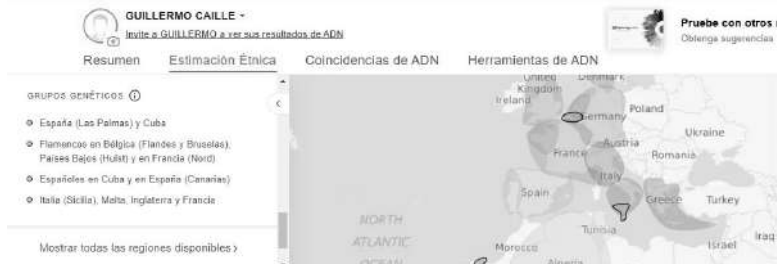 GUILLERMO CAILLE
Invite a GUILLERMO a ver sus resultados de ADN
Pruebe con otros
Obtenga sugerencias
Resumen
Estimación Étnica
Coincidencias de ADN
Herramientas de ADN
GRUPOS GENÉTICOS
España (Las Palmas) y Cuba
Flamencos en Bélgica (Flandes y Bruselas),
Países Bajos (Hulst) y en Francia (Nord)
Españoles en Cuba y en España (Canarias)
Italia (Sicilia), Malta, Inglaterra y Francia
Mostrar todas las regiones disponibles >
United
Kingdom
Denmark
Ireland
Poland
Germany
Ukraine
Austria
France
Romania
Italy
Spain
Greece
Turkey
NORTH
ATLANTIC
OCEAN
Tunisia
Morocco
Algeria
Israel
Iraq